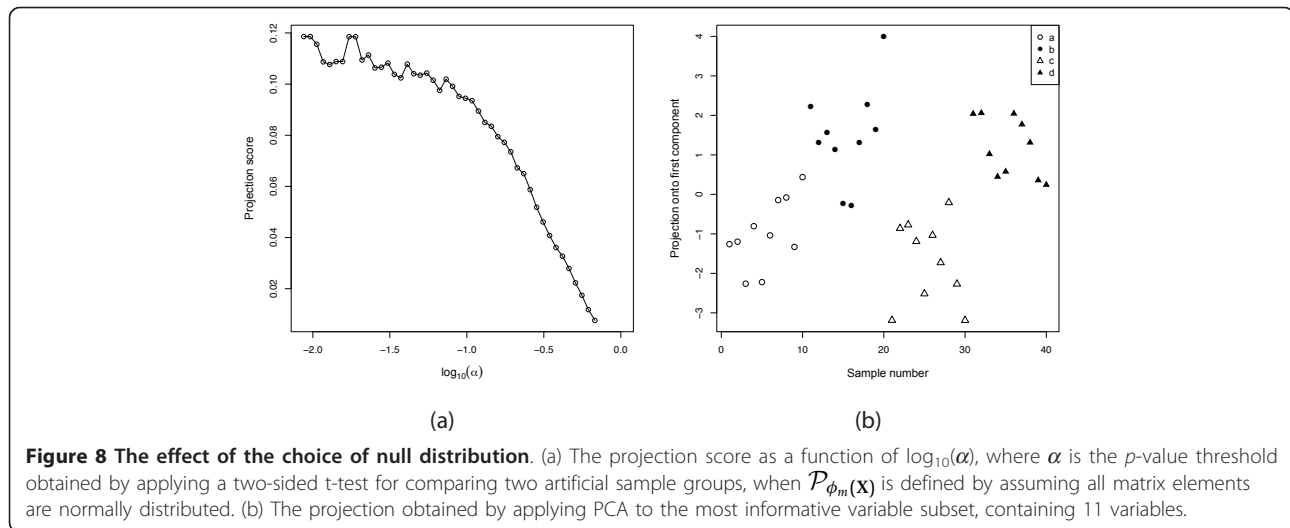 0.12
0.10
0.08
0.06
0.04
0.02
Projection score
−2.0 −1.5 −1.0 −0.5 0.0
log10(α)
(a)
4
3
2
1
0
−1
−2
−3
Projection onto first component
0 10 20 30 40
Sample number
a
b
c
d
(b)
Figure 8 The effect of the choice of null distribution. (a) The projection score as a function of log₁₀(α), where α is the p-value threshold
obtained by applying a two-sided t-test for comparing two artificial sample groups, when 𝒫ϕₘ(𝐗) is defined by assuming all matrix elements
are normally distributed. (b) The projection obtained by applying PCA to the most informative variable subset, containing 11 variables.